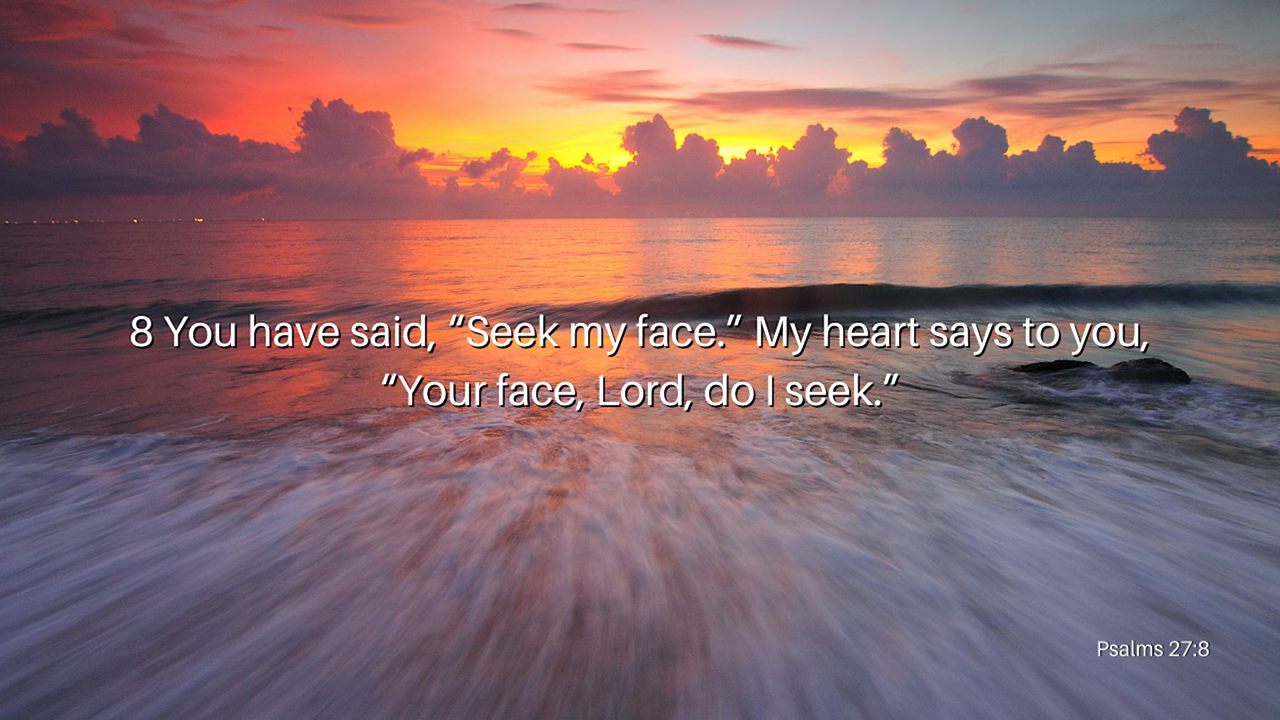 8 You have said, “Seek my face.” My heart says to you,
“Your face, Lord, do I seek.”
Psalms 27:8